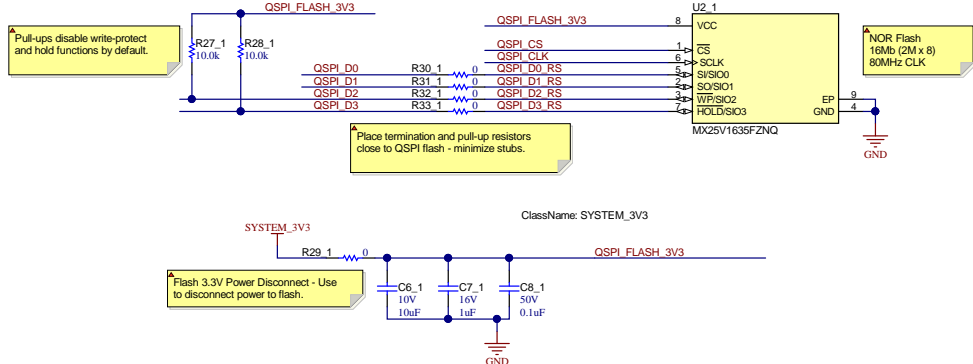 QSPI_FLASH_3V3
U2_1
Pull-ups disable write-protect
and hold functions by default.
R27_1
10.0k
R28_1
10.0k
QSPI_FLASH_3V3
8 VCC
QSPI_CS
1 CS
QSPI_CLK
6 SCLK
QSPI_D0 R30_1 0 QSPI_D0_RS 5 SI/SIO0
QSPI_D1 R31_1 0 QSPI_D1_RS 2 SO/SIO1
QSPI_D2 R32_1 0 QSPI_D2_RS 3 WP/SIO2
QSPI_D3 R33_1 0 QSPI_D3_RS 7 HOLD/SIO3
EP 9
GND 4
MX25V1635FZNQ
GND
NOR Flash
16Mb (2M x 8)
80MHz CLK
Place termination and pull-up resistors
close to QSPI flash - minimize stubs.
ClassName: SYSTEM_3V3
SYSTEM_3V3
R29_1 0
QSPI_FLASH_3V3
Flash 3.3V Power Disconnect - Use
to disconnect power to flash.
C6_1
10V
10uF
C7_1
16V
1uF
C8_1
50V
0.1uF
GND